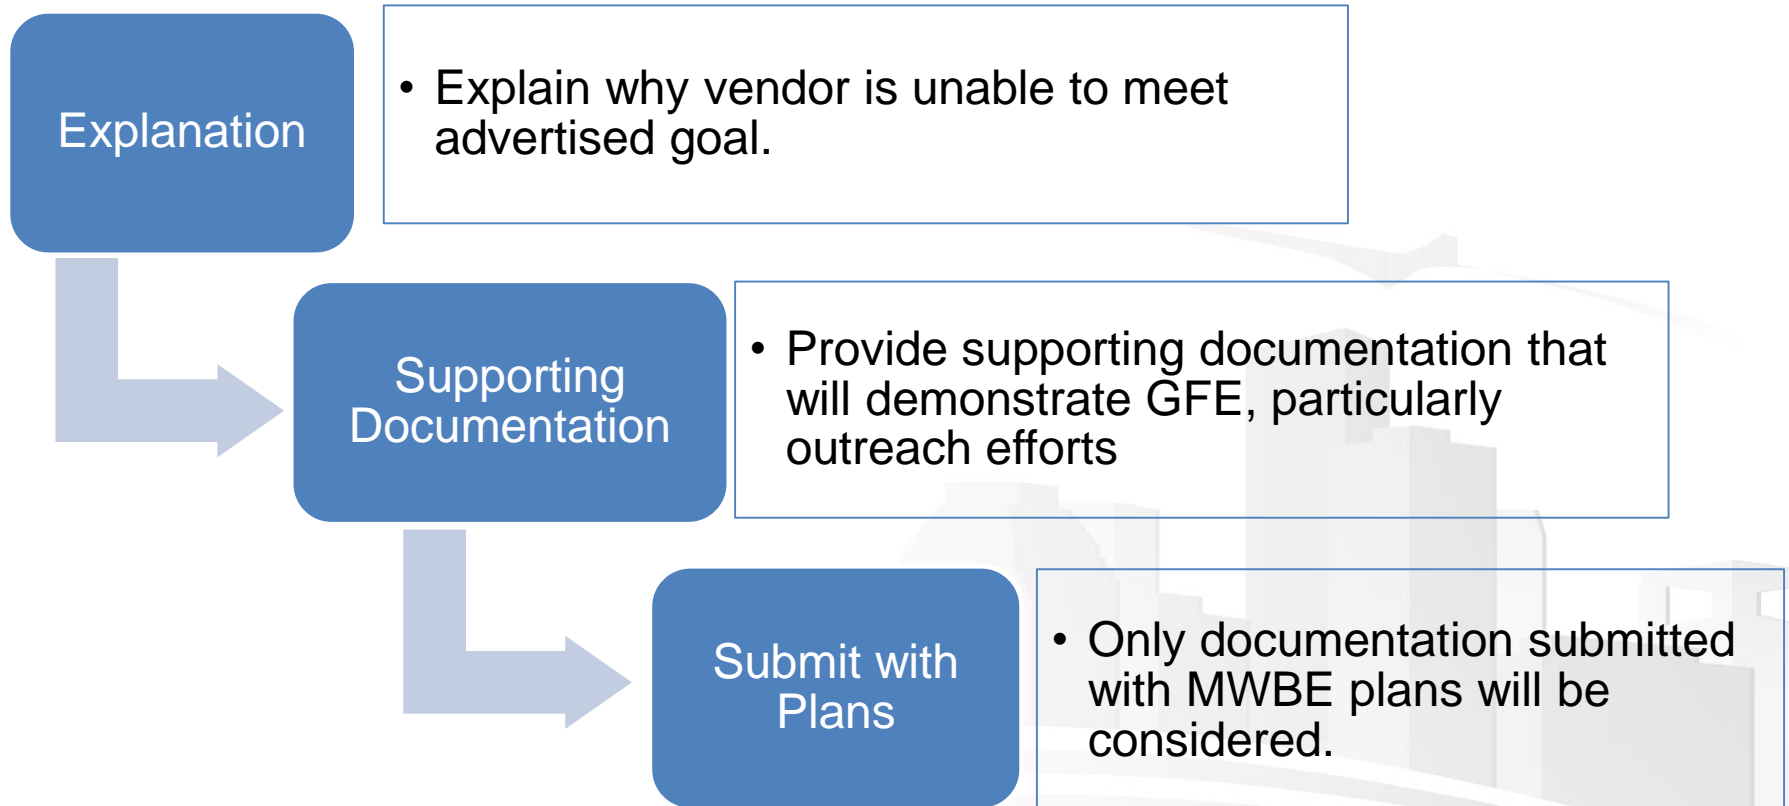 Explanation
• Explain why vendor is unable to meet
advertised goal.
Supporting
Documentation
• Provide supporting documentation that
will demonstrate GFE, particularly
outreach efforts
Submit with
Plans
• Only documentation submitted
with MWBE plans will be
considered.